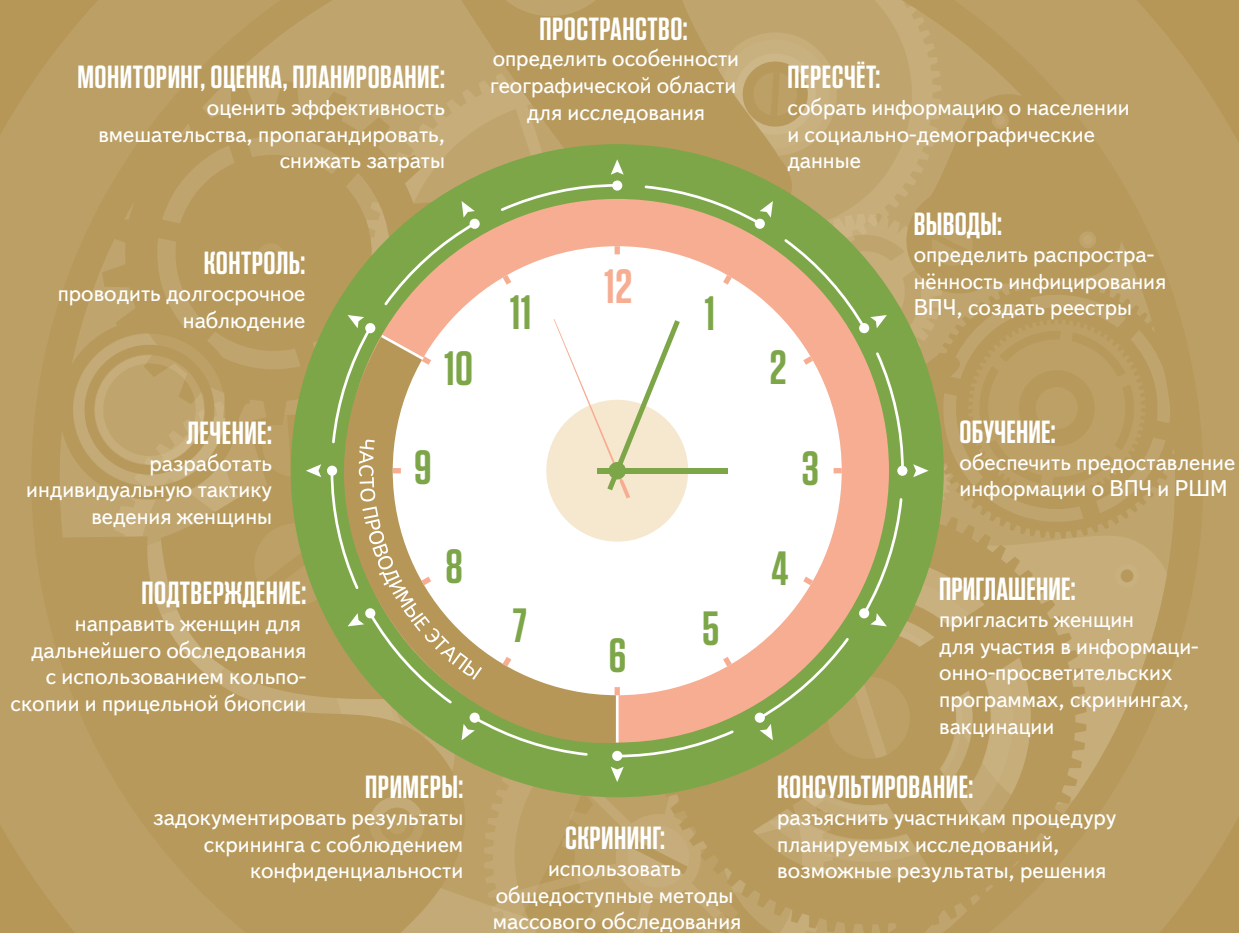 ПРОСТРАНСТВО:
определить особенности
географической области
для исследования
ПЕРЕСЧЁТ:
собрать информацию о населении
и социально-демографические
данные
ВЫВОДЫ:
определить распростра-
нённость инфицирования
ВПЧ, создать реестры
ОБУЧЕНИЕ:
обеспечить предоставление
информации о ВПЧ и РШМ
ПРИГЛАШЕНИЕ:
пригласить женщин
для участия в информаци-
онно-просветительских
программах, скринингах,
вакцинации
КОНСУЛЬТИРОВАНИЕ:
разъяснить участникам процедуру
планируемых исследований,
возможные результаты, решения
СКРИНИНГ:
использовать
общедоступные методы
массового обследования
ПРИМЕРЫ:
задокументировать результаты
скрининга с соблюдением
конфиденциальности
ПОДТВЕРЖДЕНИЕ:
направить женщин для
дальнейшего обследования
с использованием кольпо-
скопии и прицельной биопсии
ЛЕЧЕНИЕ:
разработать
индивидуальную тактику
ведения женщины
КОНТРОЛЬ:
проводить долгосрочное
наблюдение
МОНИТОРИНГ, ОЦЕНКА, ПЛАНИРОВАНИЕ:
оценить эффективность
вмешательства, пропагандировать,
снижать затраты
ЧАСТО ПРОВОДИМЫЕ ЭТАПЫ
12
1
2
3
4
5
6
7
8
9
10
11